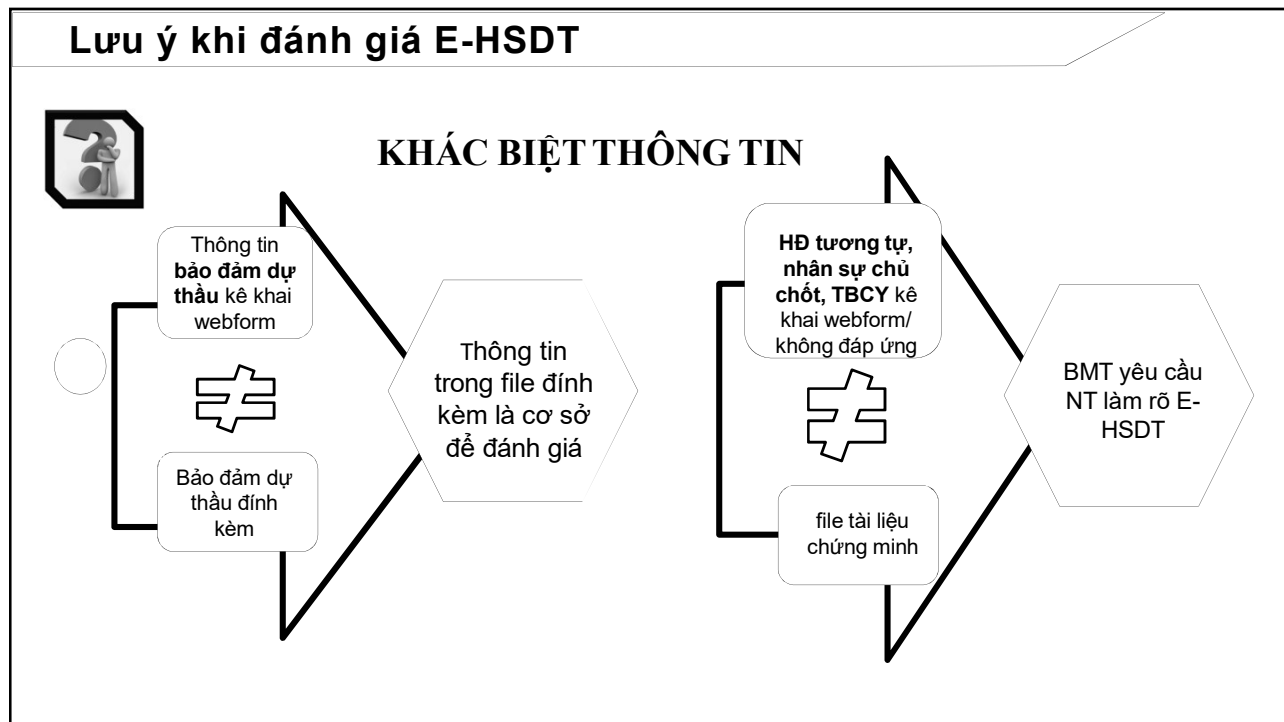 Lưu ý khi đánh giá E-HSDT
KHÁC BIỆT THÔNG TIN
Thông tin
bảo đảm dự
thầu kê khai
webform
Bảo đảm dự
thầu đính
kèm
Thông tin
trong file đính
kèm là cơ sở
để đánh giá
HĐ tương tự,
nhân sự chủ
chốt, TBCY kê
khai webform/
không đáp ứng
file tài liệu
chứng minh
BMT yêu cầu
NT làm rõ E-
HSDT